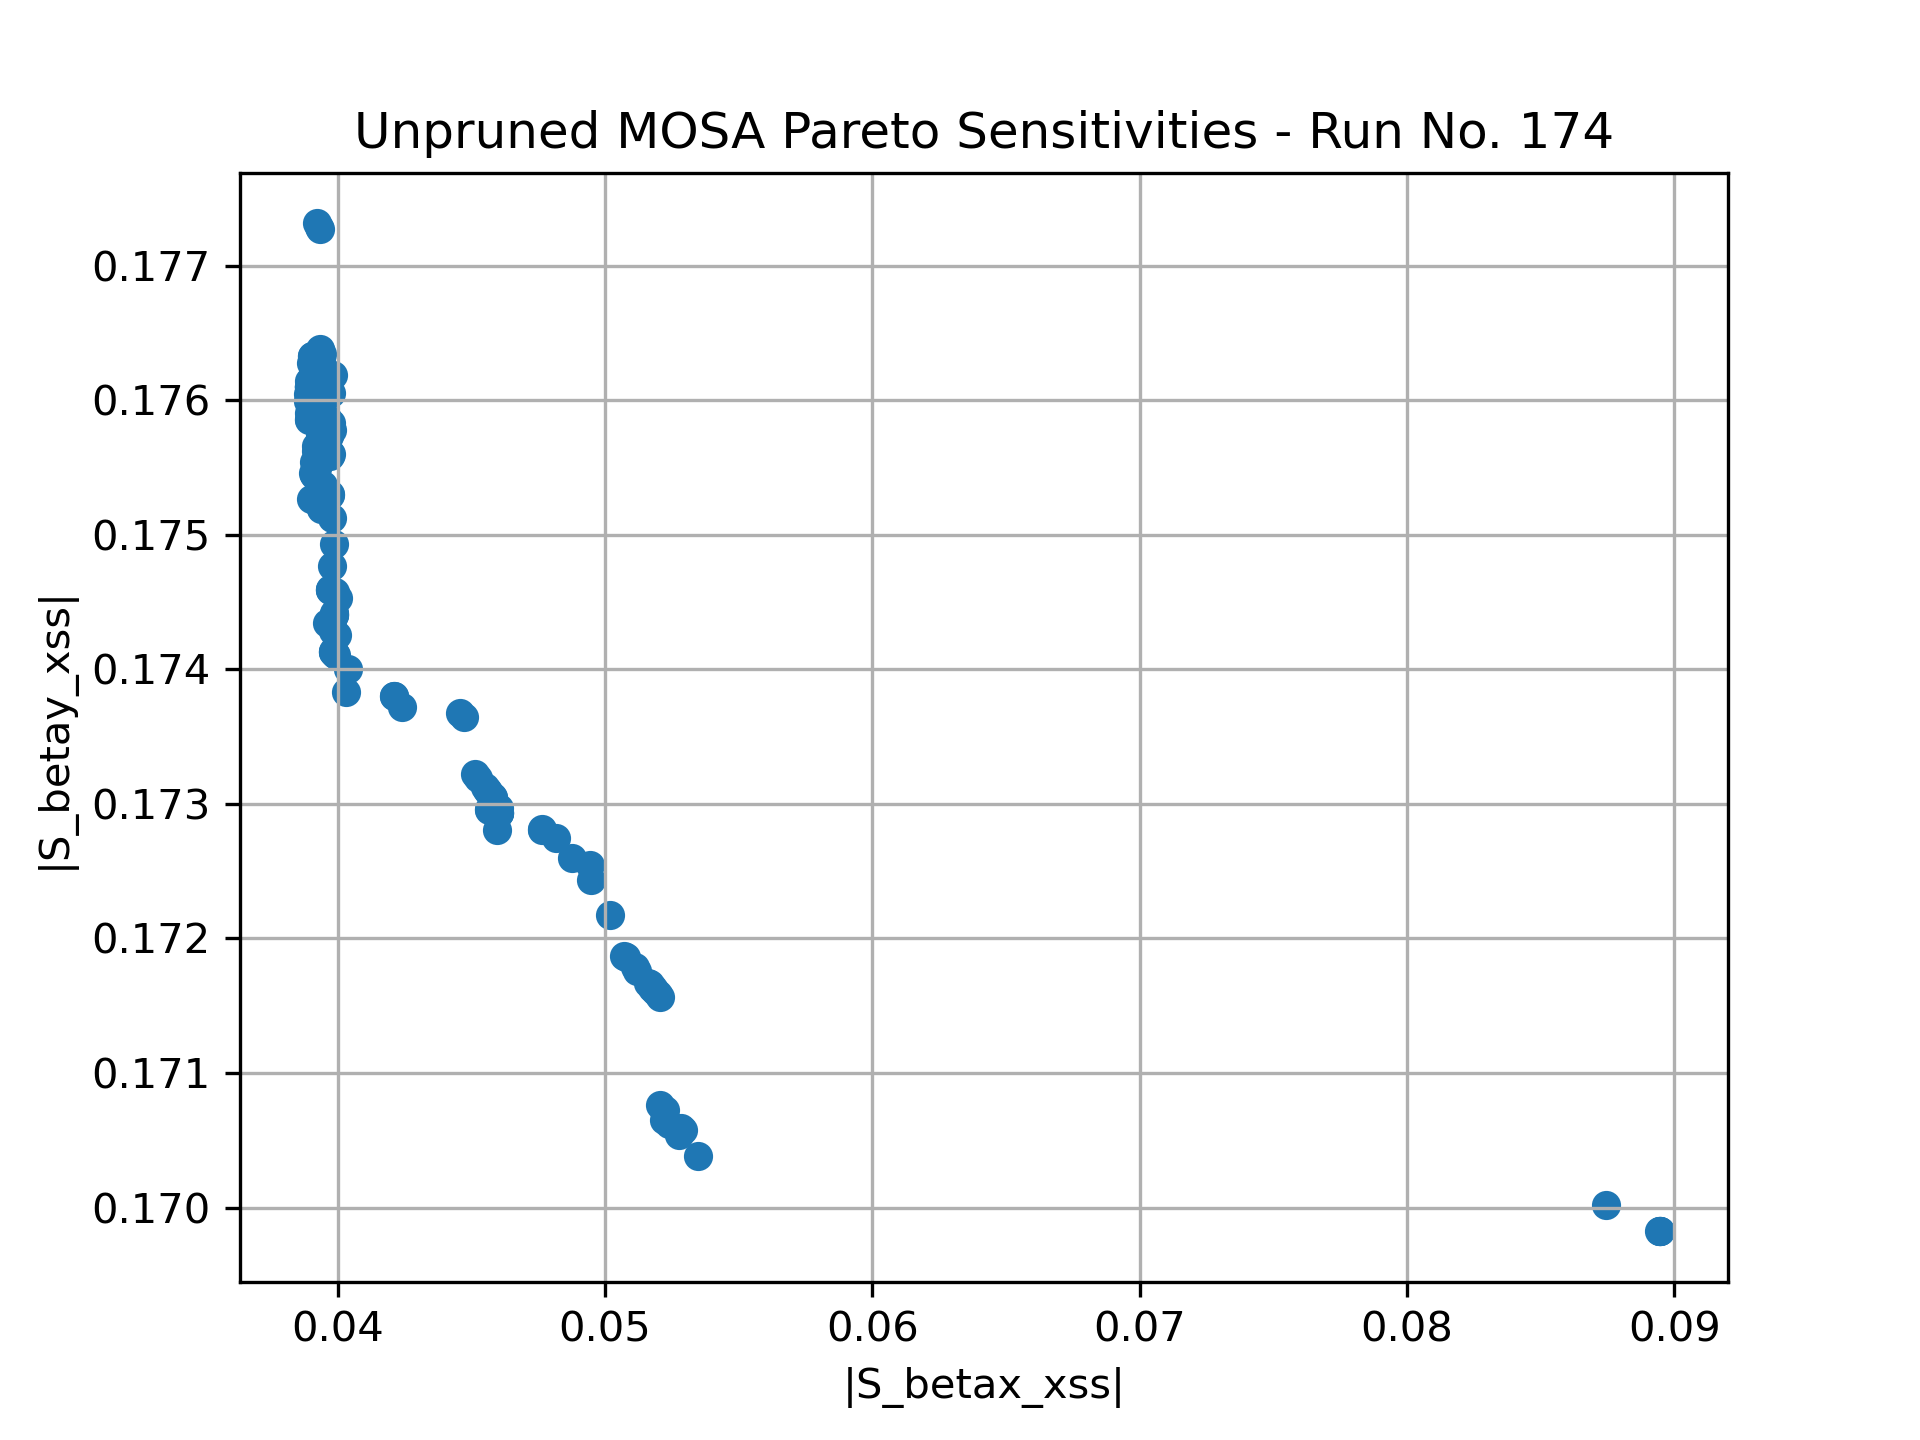 Unpruned MOSA Pareto Sensitivities - Run No. 174
|S_betay_xss|
0.177
0.176
0.175
0.174
0.173
0.172
0.171
0.170
0.04 0.05 0.06 0.07 0.08 0.09
|S_betax_xss|